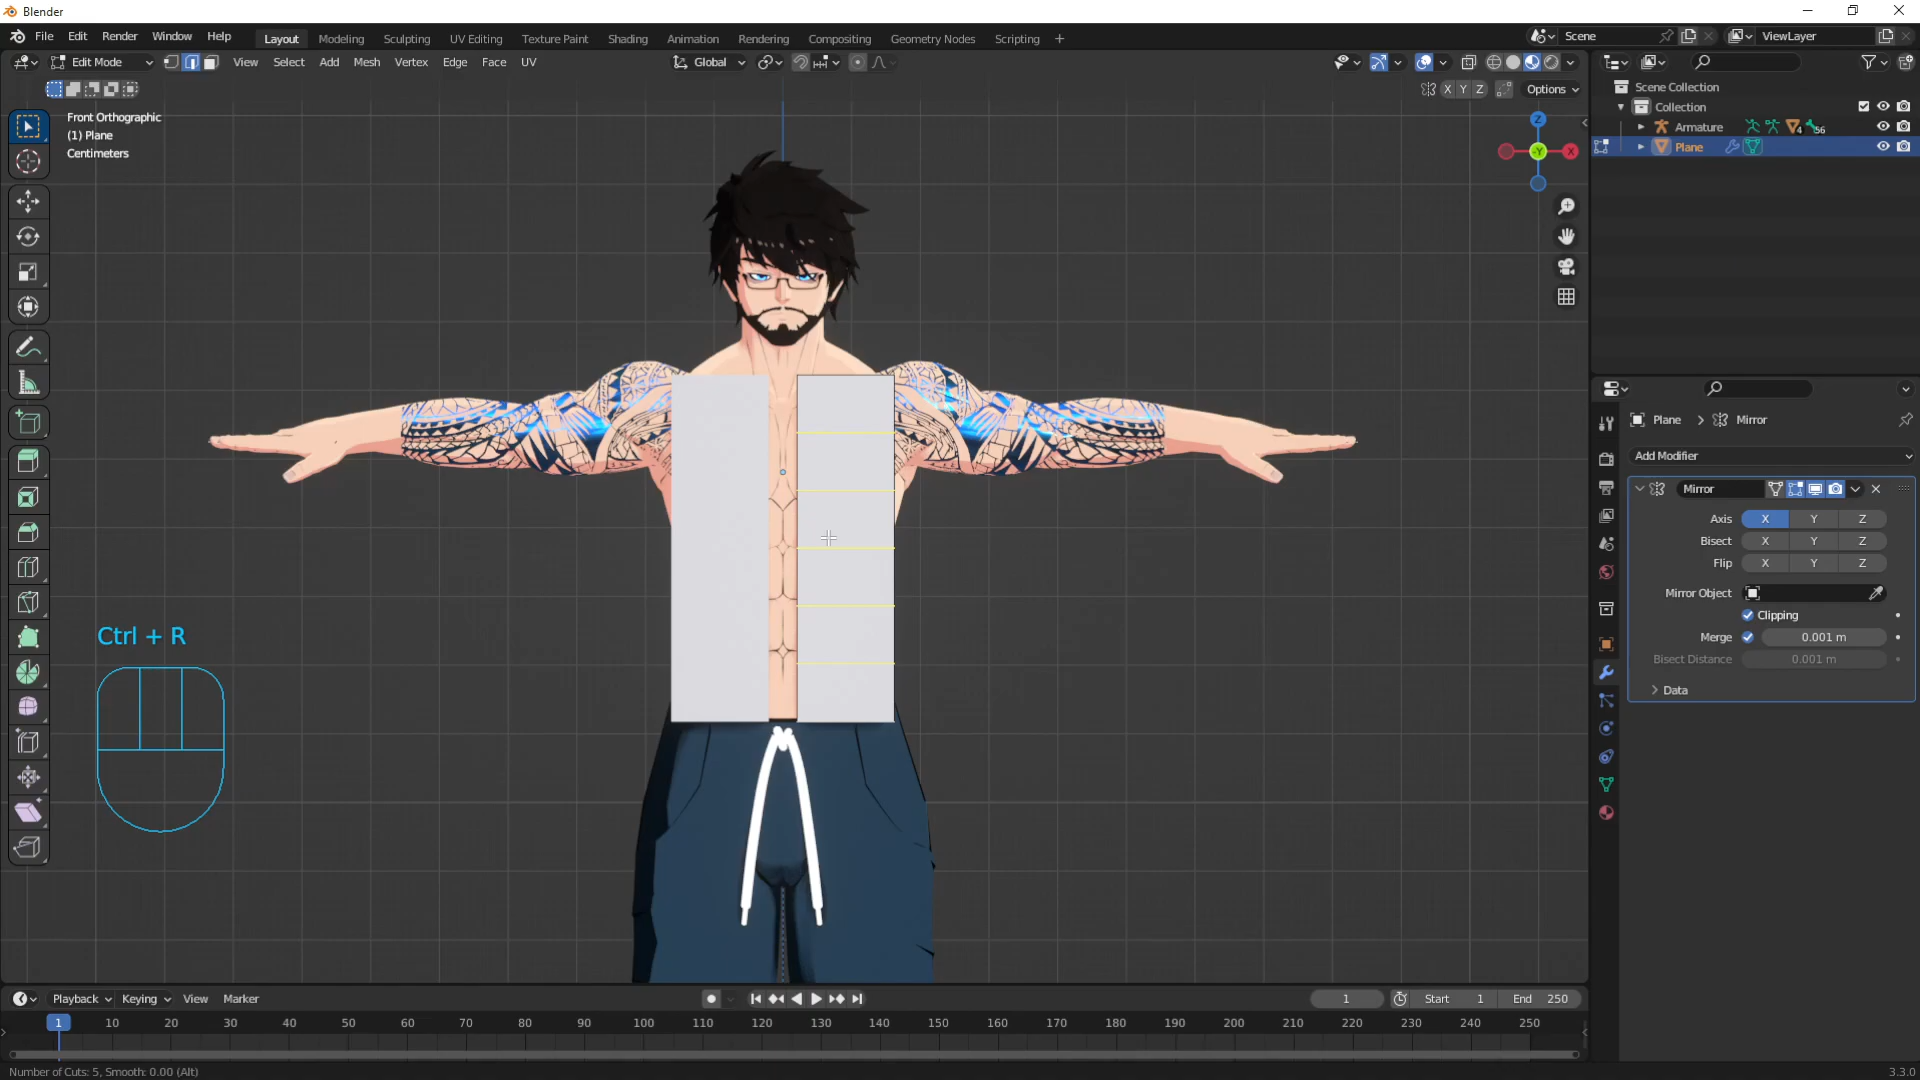 Blender
File Edit Render Window Help
Layout Modeling Sculpting UV Editing Texture Paint Shading Animation Rendering Compositing Geometry Nodes Scripting +
Scene
ViewLayer
Edit Mode
View Select Add Mesh Vertex Edge Face UV
Global
X Y Z
Options
Front Orthographic
(1) Plane
Centimeters
Z
-Y
X
Scene Collection
Collection
Armature
4
56
Plane
Plane > Mirror
Add Modifier
Mirror
Axis X Y Z
Bisect X Y Z
Flip X Y Z
Mirror Object
Clipping
Merge 0.001 m
Bisect Distance 0.001 m
Data
Ctrl + R
Playback Keying View Marker
1
Start 1
End 250
1 10 20 30 40 50 60 70 80 90 100 110 120 130 140 150 160 170 180 190 200 210 220 230 240 250
Number of Cuts: 5, Smooth: 0.00 (Alt)
3.3.0